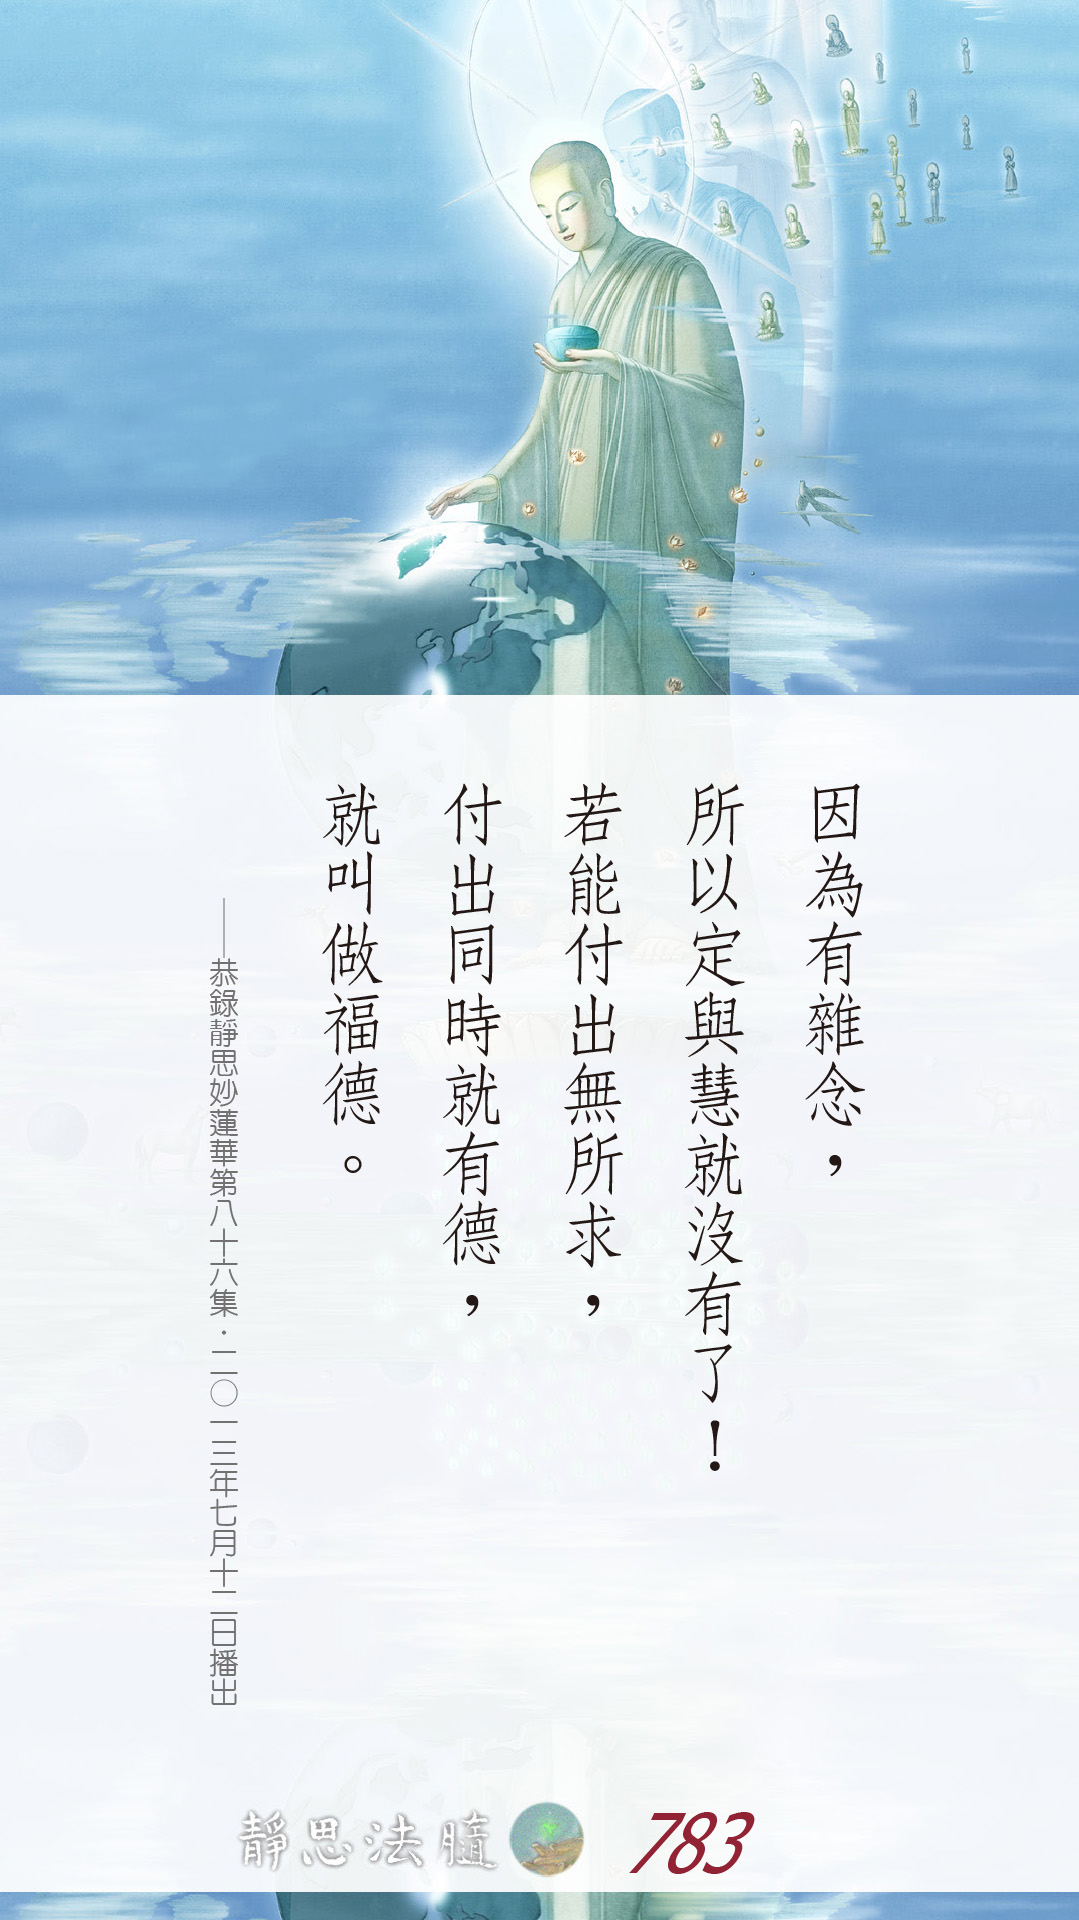 因為有雜念，
所以定與慧就沒有了！
若能付出無所求，
付出同時就有德，
就叫做福德。
──恭錄靜思妙蓮華第八十六集．二〇一三年七月十二日播出
靜思法髓 783